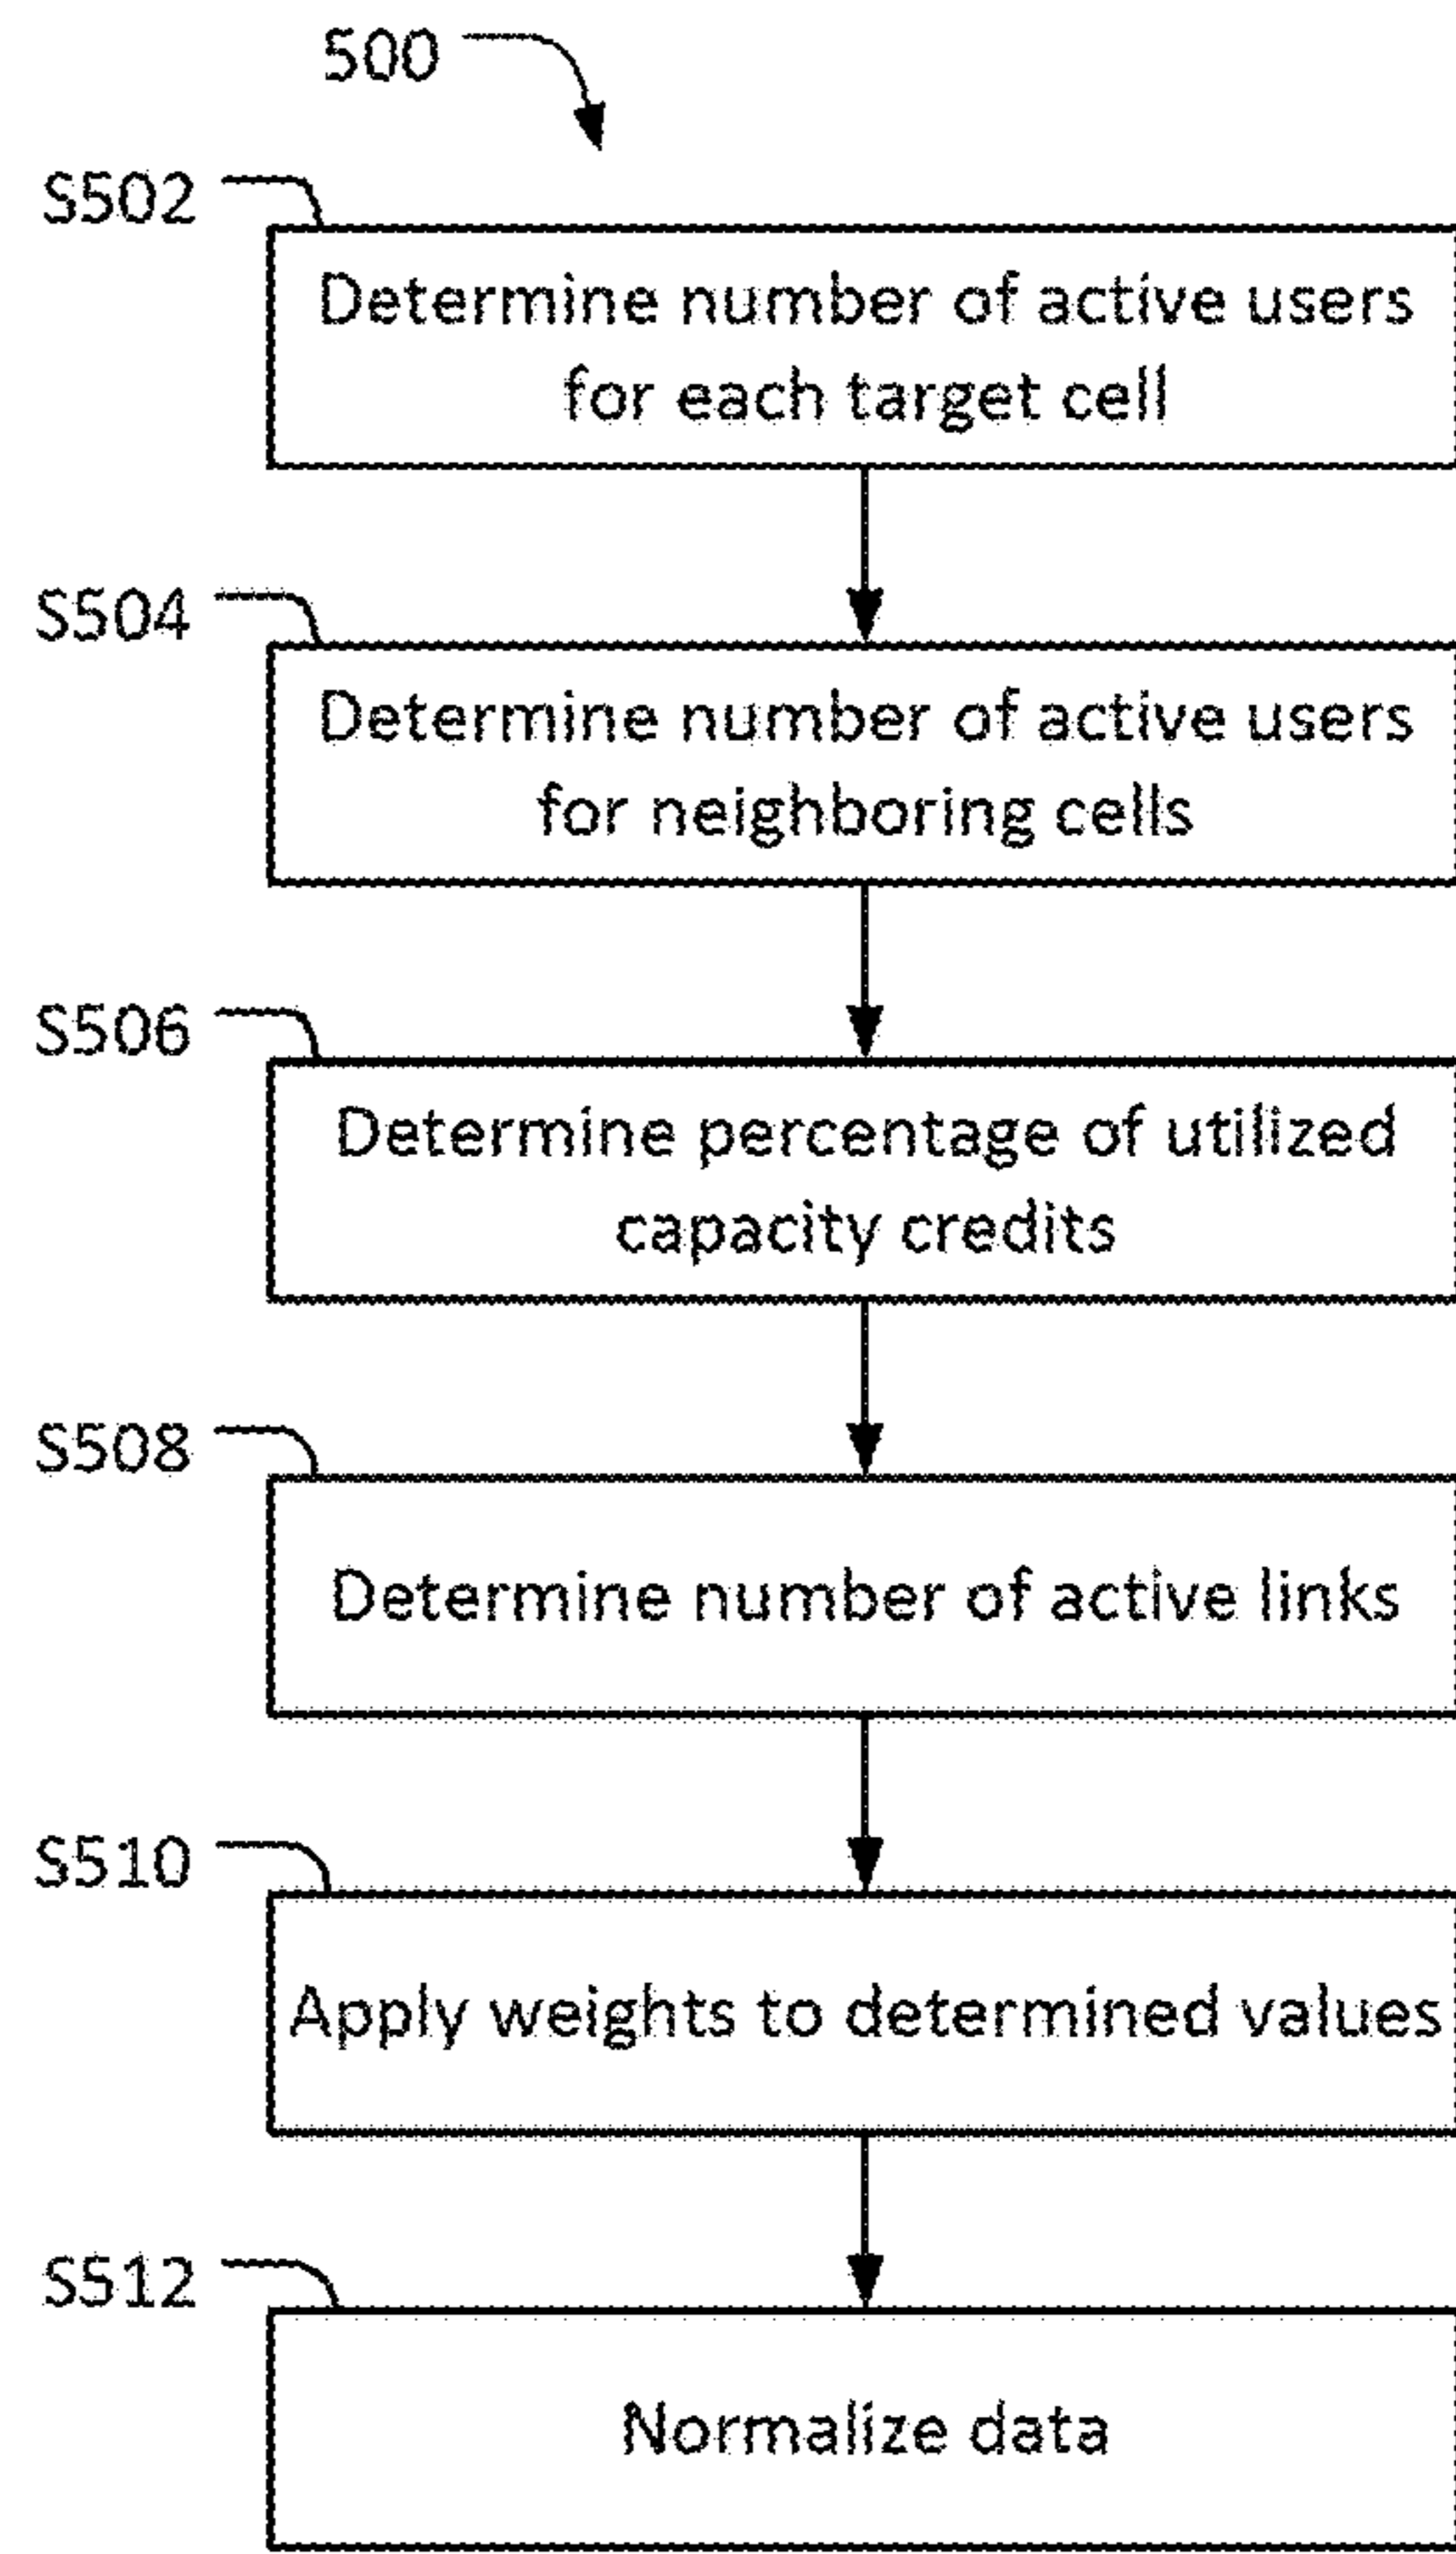 500
S502
Determine number of active users
for each target cell
S504
Determine number of active users
for neighboring cells
S506
Determine percentage of utilized
capacity credits
S508
Determine number of active links
S510
Apply weights to determined values
S512
Normalize data